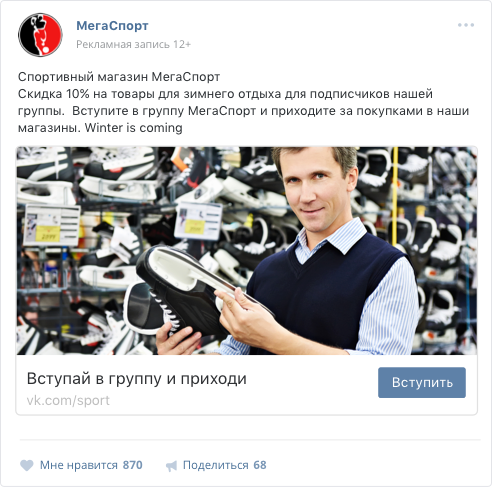 МегаСпорт
Рекламная запись 12+
Спортивный магазин МегаСпорт
Скидка 10% на товары для зимнего отдыха для подписчиков нашей
группы. Вступите в группу МегаСпорт и приходите за покупками в наши
магазины. Winter is coming
Вступай в группу и приходи
vk.com/sport
Вступить
Мне нравится 870
Поделиться 68